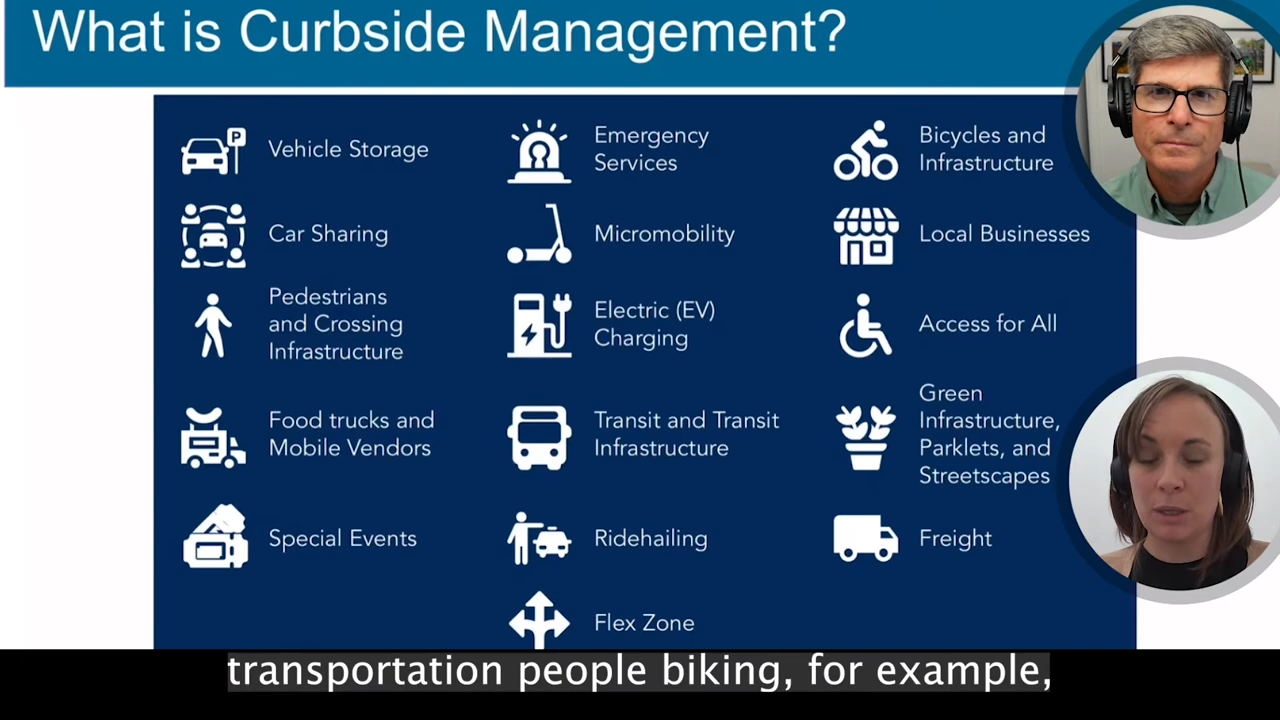 What is Curbside Management?
P
Vehicle Storage
Emergency
Services
Bicycles and
Infrastructure
Car Sharing
Micromobility
Local Businesses
Pedestrians
and Crossing
Infrastructure
Electric (EV)
Charging
Access for All
Food trucks and
Mobile Vendors
Transit and Transit
Infrastructure
Green
Infrastructure,
Parklets, and
Streetscapes
Special Events
Ridehailing
Freight
Flex Zone
transportation people biking, for example,